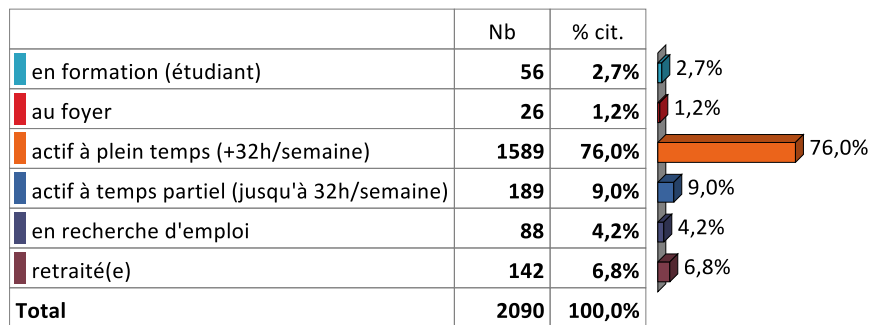 Nb % cit.
en formation (étudiant) 56 2,7% 2,7%
au foyer 26 1,2% 1,2%
actif à plein temps (+32h/semaine) 1589 76,0% 76,0%
actif à temps partiel (jusqu'à 32h/semaine) 189 9,0% 9,0%
en recherche d'emploi 88 4,2% 4,2%
retraité(e) 142 6,8% 6,8%
Total 2090 100,0%